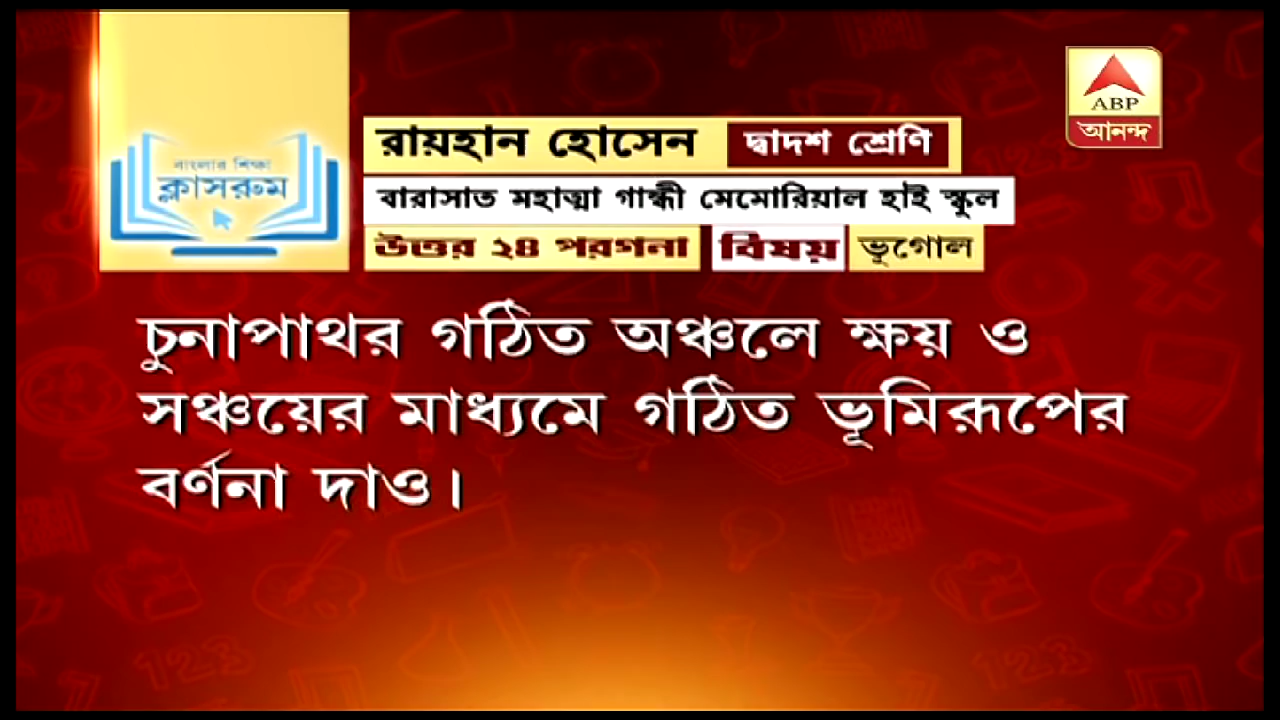 ABP
আনন্দ
রায়হান হোসেন দ্বাদশ শ্রেণি
বাংলার শিক্ষা
ক্লাসরুম
বারাসাত মহাত্মা গান্ধী মেমোরিয়াল হাই স্কুল
উত্তর ২৪ পরগনা বিষয় ভূগোল
চুনাপাথর গঠিত অঞ্চলে ক্ষয় ও
সঞ্চয়ের মাধ্যমে গঠিত ভূমিরূপের
বর্ণনা দাও।